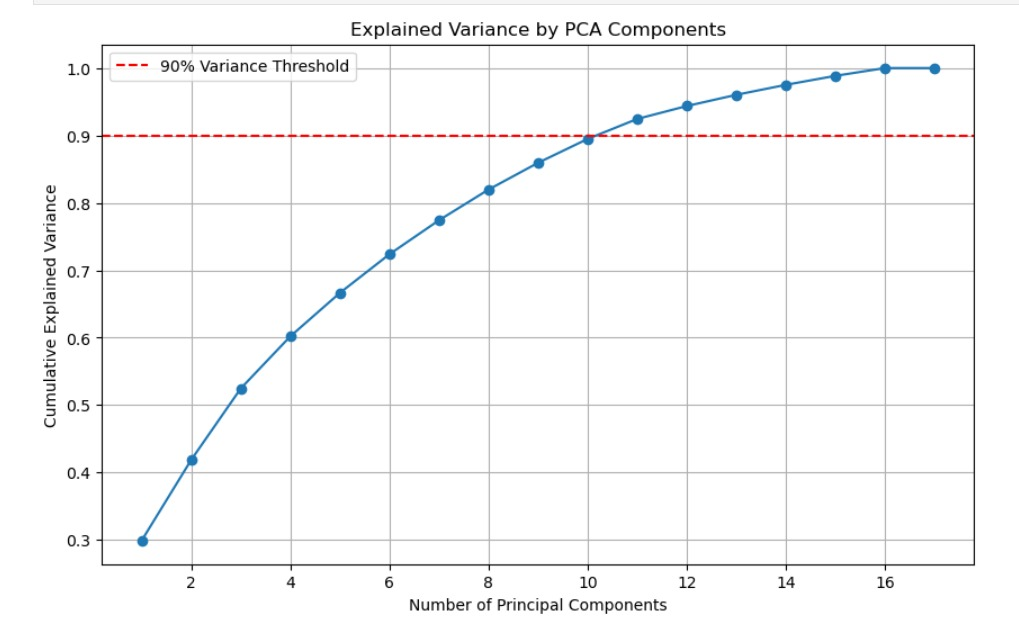 Explained Variance by PCA Components
90% Variance Threshold
1.0
0.9
0.8
0.7
0.6
0.5
0.4
0.3
Cumulative Explained Variance
2 4 6 8 10 12 14 16
Number of Principal Components